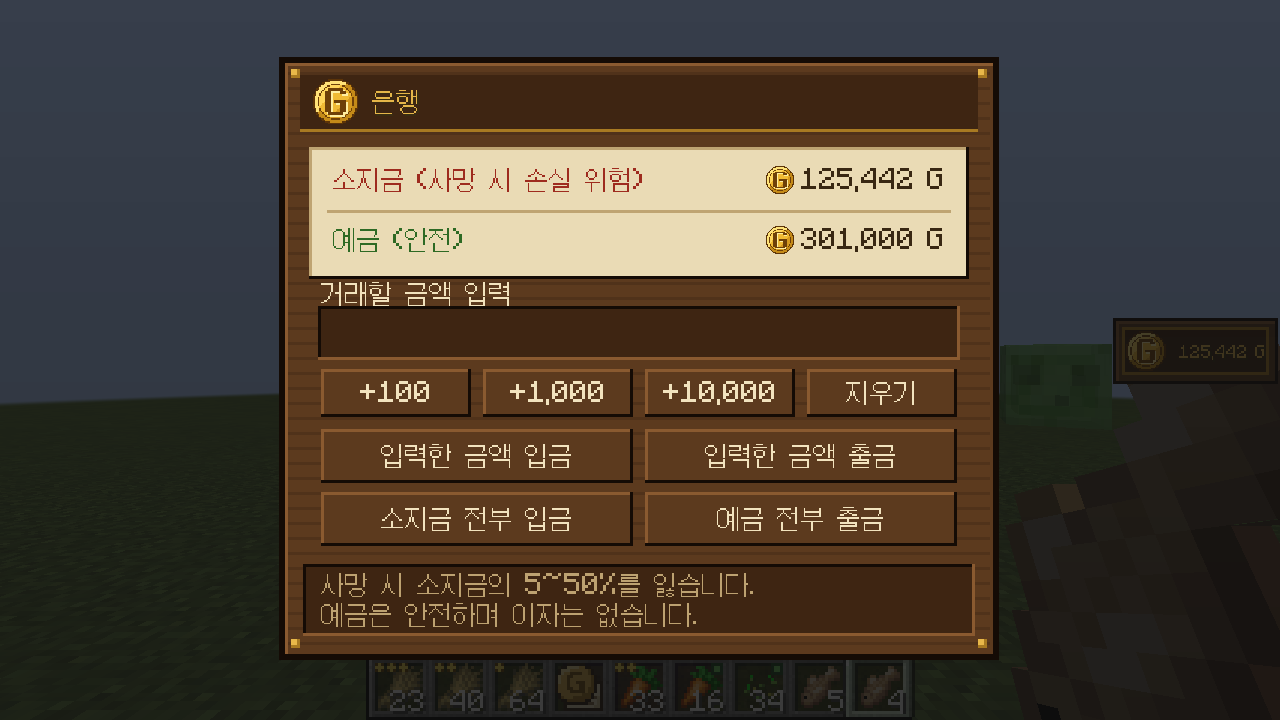 G 은행
소지금 (사망 시 손실 위험) G 125,442 G
예금 (안전) G 301,000 G
거래할 금액 입력
+100 +1,000 +10,000 지우기
G 125,442 G
입력한 금액 입금 입력한 금액 출금
소지금 전부 입금 예금 전부 출금
사망 시 소지금의 5~50%를 잃습니다.
예금은 안전하며 이자는 없습니다.
23 40 64 G 33 16 34 5 4